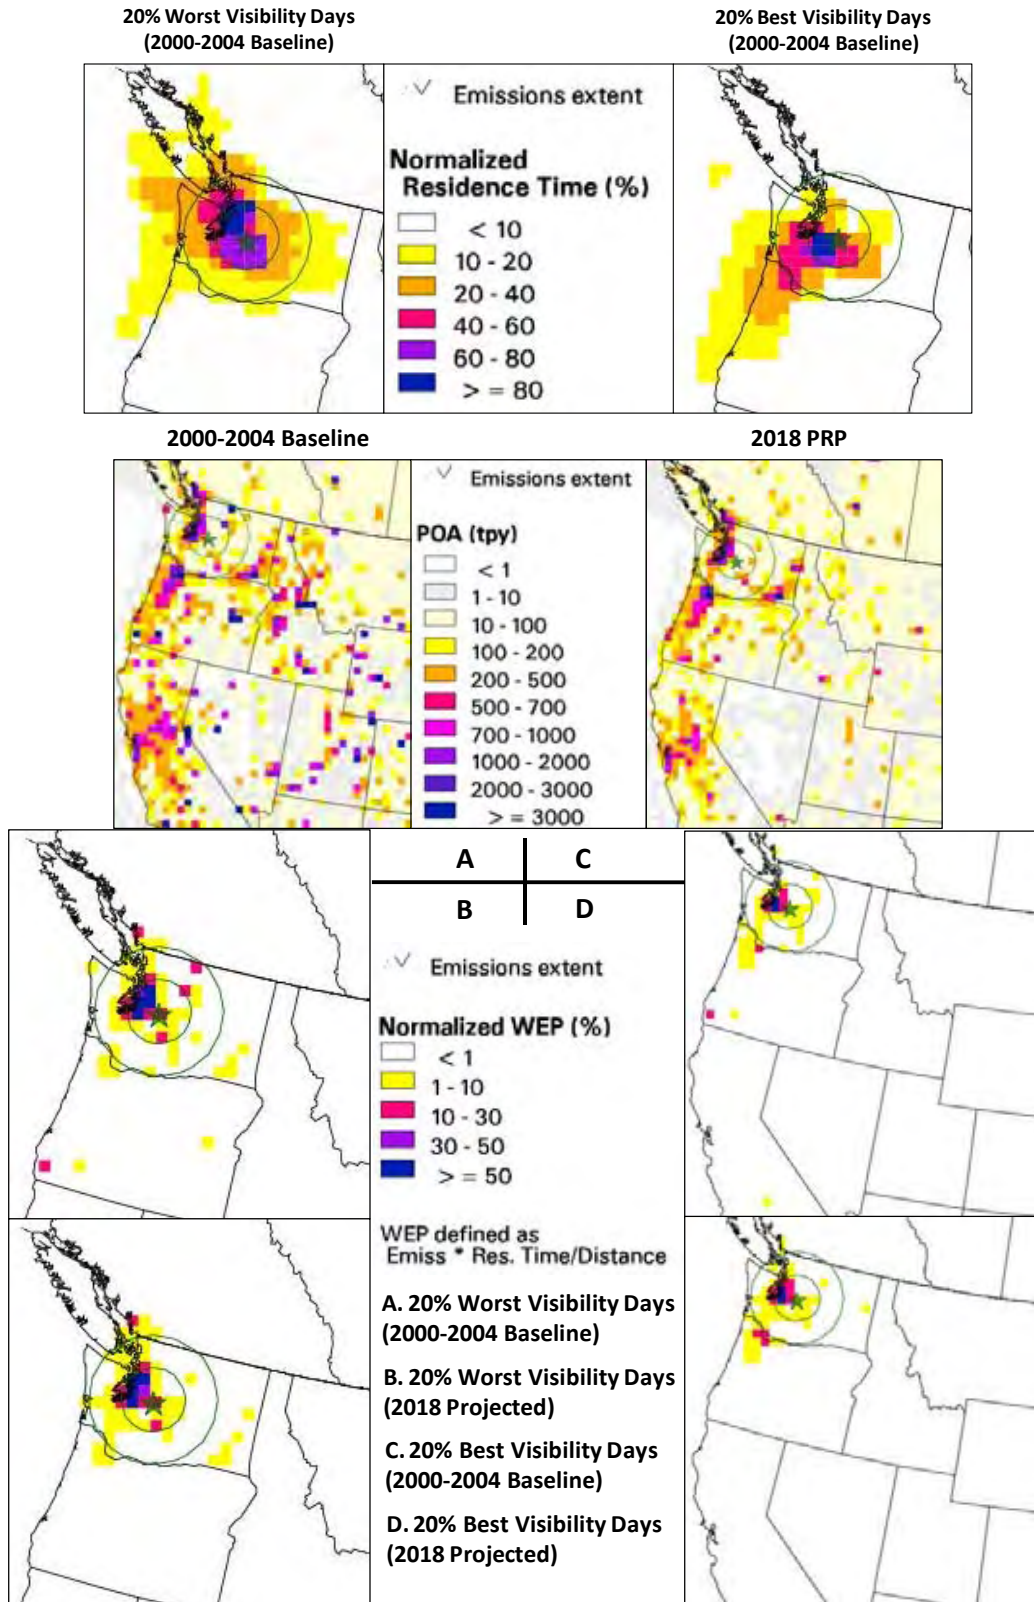 20% Worst Visibility Days
(2000-2004 Baseline)
20% Best Visibility Days
(2000-2004 Baseline)
Emissions extent
Normalized
Residence Time (%)
< 10
10 - 20
20 - 40
40 - 60
60 - 80
> = 80
2000-2004 Baseline
2018 PRP
Emissions extent
POA (tpy)
< 1
1 - 10
10 - 100
100 - 200
200 - 500
500 - 700
700 - 1000
1000 - 2000
2000 - 3000
> = 3000
A C
B D
Emissions extent
Normalized WEP (%)
< 1
1 - 10
10 - 30
30 - 50
> = 50
WEP defined as
Emiss * Res. Time/Distance
A. 20% Worst Visibility Days
(2000-2004 Baseline)
B. 20% Worst Visibility Days
(2018 Projected)
C. 20% Best Visibility Days
(2000-2004 Baseline)
D. 20% Best Visibility Days
(2018 Projected)